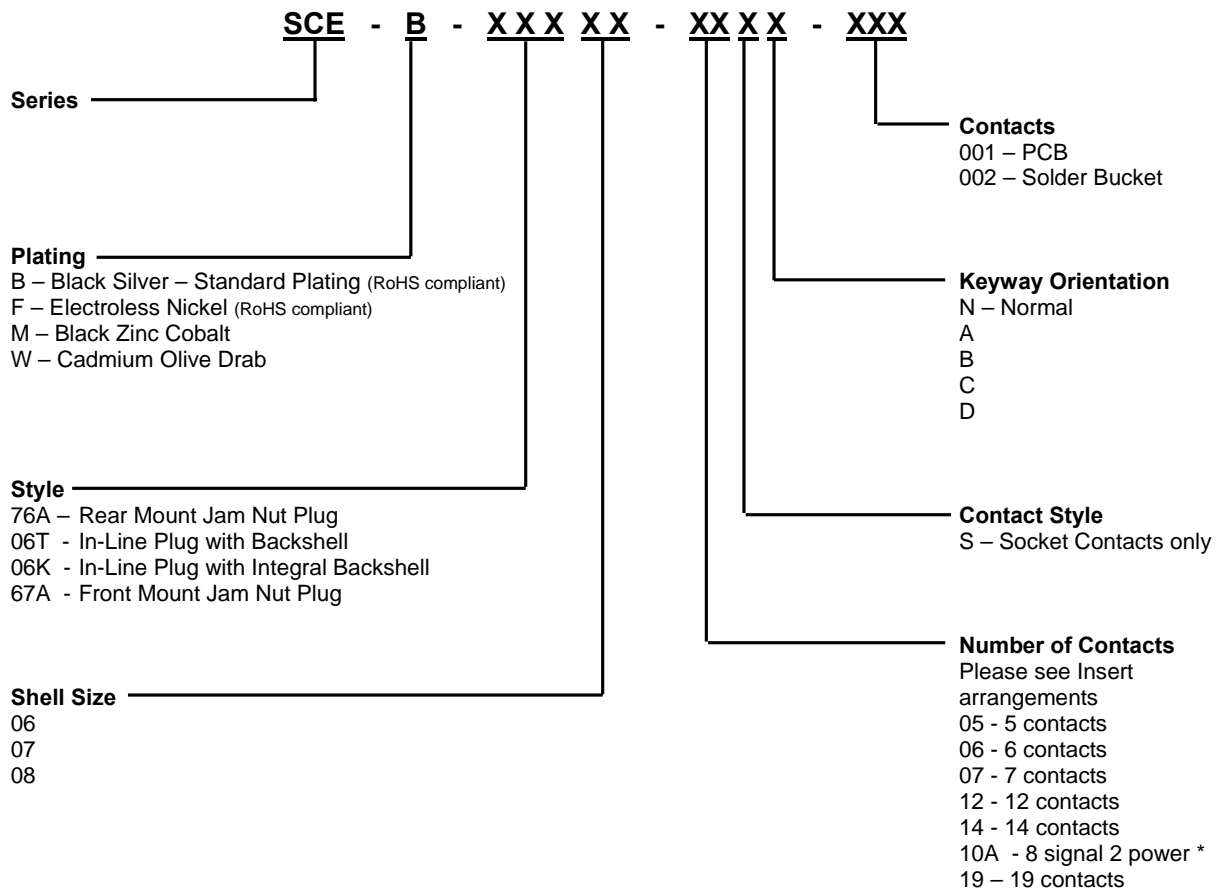 SCE - B - X X X X X - XX X X - XXX
Series
Plating
B – Black Silver – Standard Plating (RoHS compliant)
F – Electroless Nickel (RoHS compliant)
M – Black Zinc Cobalt
W – Cadmium Olive Drab
Style
76A – Rear Mount Jam Nut Plug
06T - In-Line Plug with Backshell
06K - In-Line Plug with Integral Backshell
67A - Front Mount Jam Nut Plug
Shell Size
06
07
08
Contacts
001 – PCB
002 – Solder Bucket
Keyway Orientation
N – Normal
A
B
C
D
Contact Style
S – Socket Contacts only
Number of Contacts
Please see Insert
arrangements
05 - 5 contacts
06 - 6 contacts
07 - 7 contacts
12 - 12 contacts
14 - 14 contacts
10A - 8 signal 2 power *
19 – 19 contacts